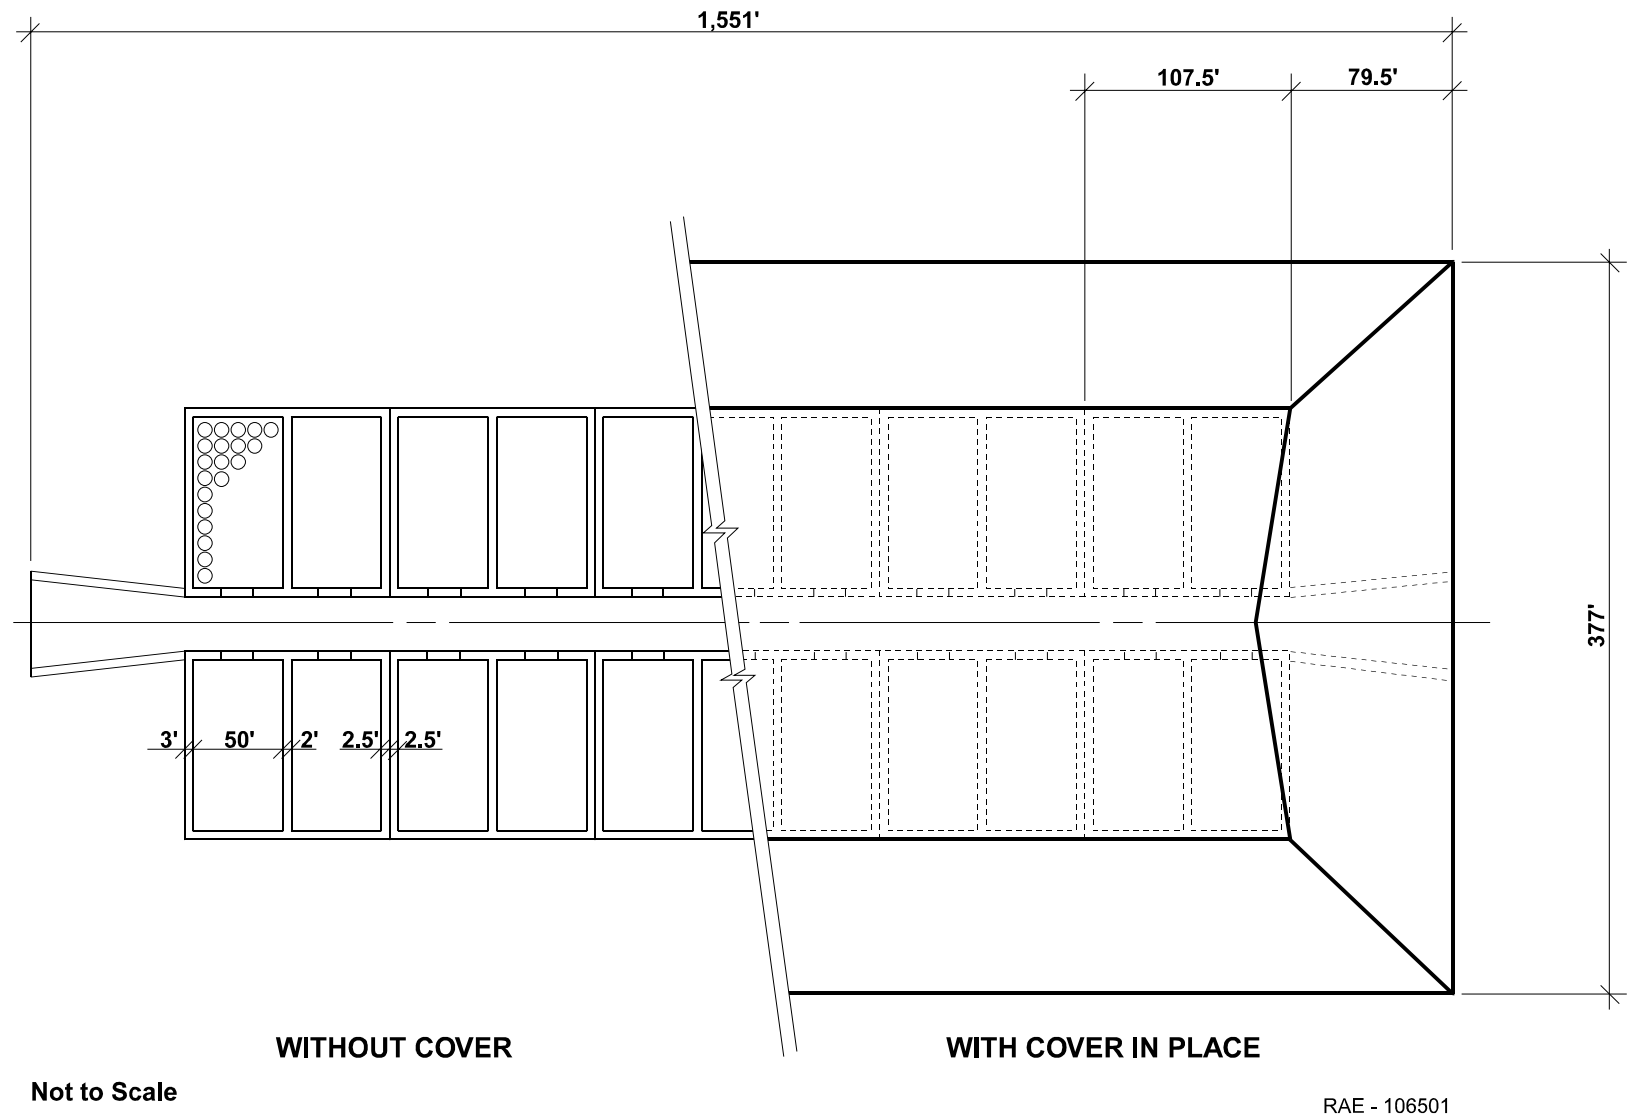 1,551'
107.5'
79.5'
377'
3'
50'
2'
2.5'
2.5'
WITHOUT COVER
WITH COVER IN PLACE
Not to Scale
RAE - 106501